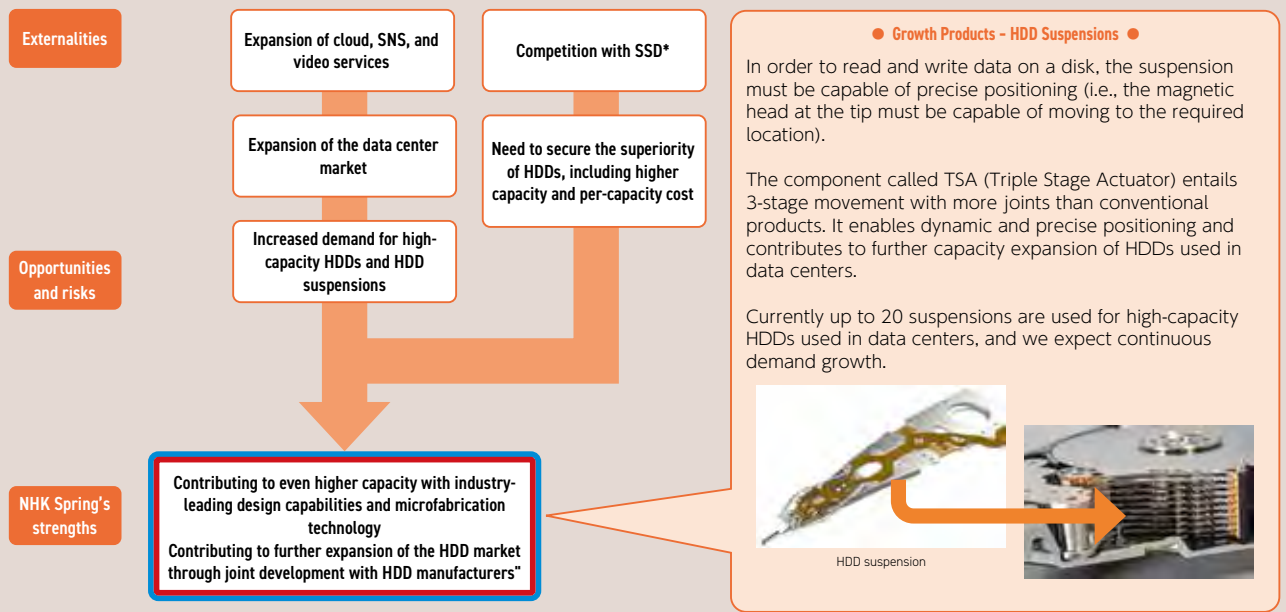 Externalities
Expansion of cloud, SNS, and
video services
Competition with SSD*
Expansion of the data center
market
Need to secure the superiority
of HDDs, including higher
capacity and per-capacity cost
Opportunities
and risks
Increased demand for high-
capacity HDDs and HDD
suspensions
NHK Spring's
strengths
Contributing to even higher capacity with industry-
leading design capabilities and microfabrication
technology
Contributing to further expansion of the HDD market
through joint development with HDD manufacturers"
● Growth Products - HDD Suspensions ●
In order to read and write data on a disk, the suspension
must be capable of precise positioning (i.e., the magnetic
head at the tip must be capable of moving to the required
location).
The component called TSA (Triple Stage Actuator) entails
3-stage movement with more joints than conventional
products. It enables dynamic and precise positioning and
contributes to further capacity expansion of HDDs used in
data centers.
Currently up to 20 suspensions are used for high-capacity
HDDs used in data centers, and we expect continuous
demand growth.
HDD suspension